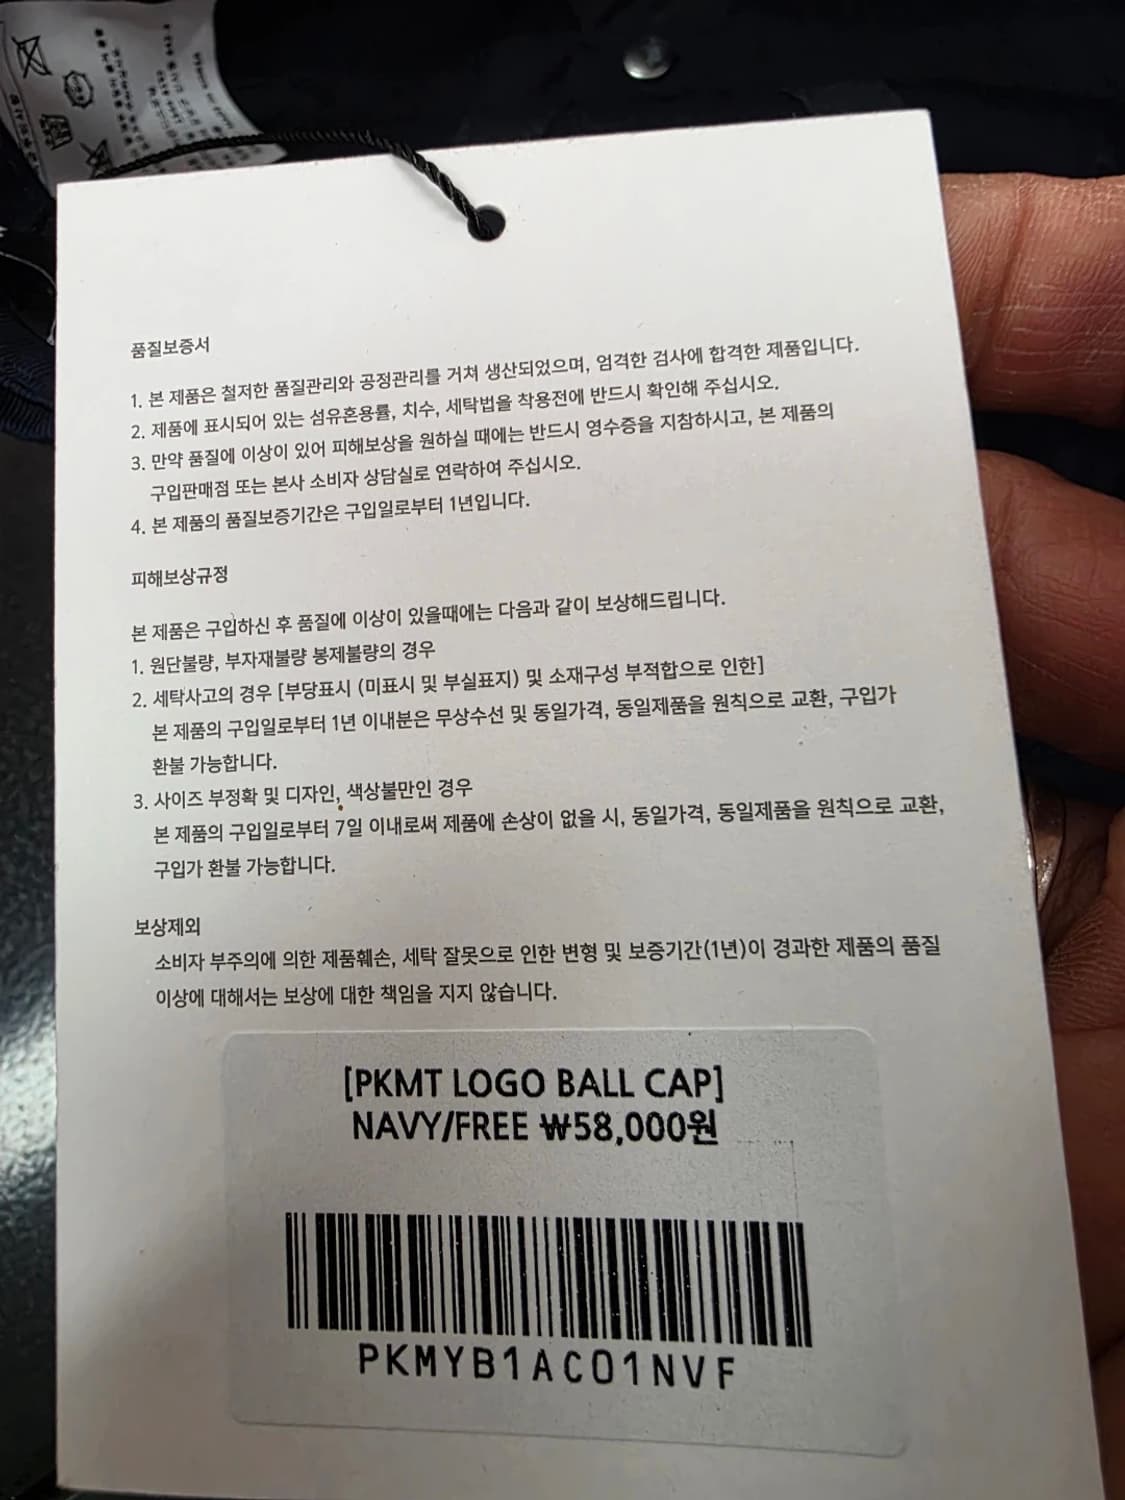 품질보증서
1. 본 제품은 철저한 품질관리와 공정관리를 거쳐 생산되었으며, 엄격한 검사에 합격한 제품입니다.
2. 제품에 표시되어 있는 섬유혼용률, 치수, 세탁법을 착용전에 반드시 확인해 주십시오.
3. 만약 품질에 이상이 있어 피해보상을 원하실 때에는 반드시 영수증을 지참하시고, 본 제품의
구입판매점 또는 본사 소비자 상담실로 연락하여 주십시오.
4. 본 제품의 품질보증기간은 구입일로부터 1년입니다.
피해보상규정
본 제품은 구입하신 후 품질에 이상이 있을때에는 다음과 같이 보상해드립니다.
1. 원단불량, 부자재불량 봉제불량의 경우
2. 세탁사고의 경우 [부당표시 (미표시 및 부실표지) 및 소재구성 부적합으로 인한]
본 제품의 구입일로부터 1년 이내분은 무상수선 및 동일가격, 동일제품을 원칙으로 교환, 구입가
환불 가능합니다.
3. 사이즈 부정확 및 디자인, 색상불만인 경우
본 제품의 구입일로부터 7일 이내로써 제품에 손상이 없을 시, 동일가격, 동일제품을 원칙으로 교환,
구입가 환불 가능합니다.
보상제외
소비자 부주의에 의한 제품훼손, 세탁 잘못으로 인한 변형 및 보증기간(1년)이 경과한 제품의 품질
이상에 대해서는 보상에 대한 책임을 지지 않습니다.
[PKMT LOGO BALL CAP]
NAVY/FREE ₩58,000원
PKMYB1AC01NVF